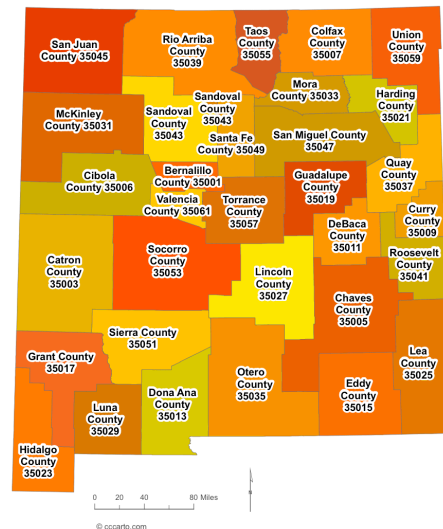 San Juan
County 35045
Rio Arriba
County
35039
Taos
County
35055
Colfax
County
35007
Union
County
35059
Mora
County 35033
Harding
County
35021
McKinley
County 35031
Sandoval
County
35043
Sandoval
County
35043
Santa Fe
County 35049
San Miguel County
35047
Quay
County
35037
Cibola
County 35006
Bernalillo
County 35001
Valencia
County 35061
Torrance
County
35057
Guadalupe
County
35019
Curry
County
35009
DeBaca
County
35011
Roosevelt
County
35041
Catron
County
35003
Socorro
County
35053
Lincoln
County
35027
Chaves
County
35005
Sierra County
35051
Grant County
35017
Luna
County
35029
Dona Ana
County
35013
Otero
County
35035
Eddy
County
35015
Lea
County
35025
Hidalgo
County
35023
0 20 40 80 Miles
© cccarto.com